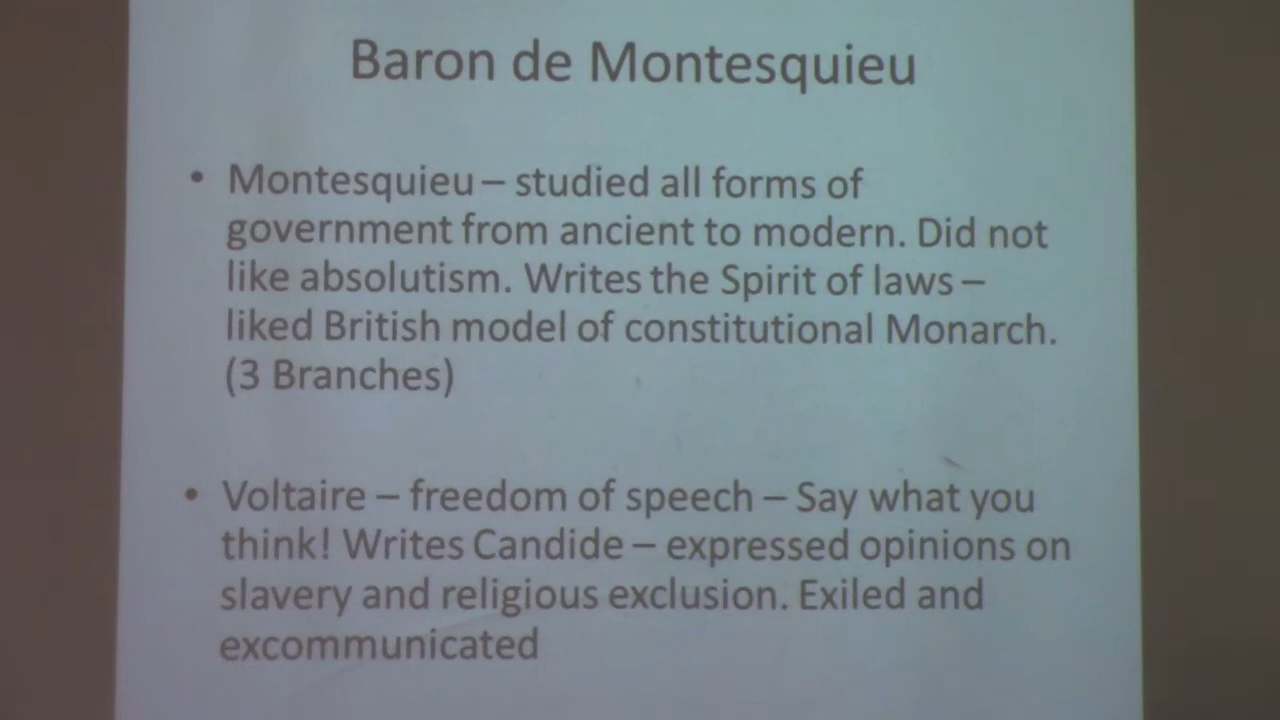 Baron de Montesquieu
• Montesquieu – studied all forms of
government from ancient to modern. Did not
like absolutism. Writes the Spirit of laws –
liked British model of constitutional Monarch.
(3 Branches)
• Voltaire – freedom of speech – Say what you
think! Writes Candide – expressed opinions on
slavery and religious exclusion. Exiled and
excommunicated